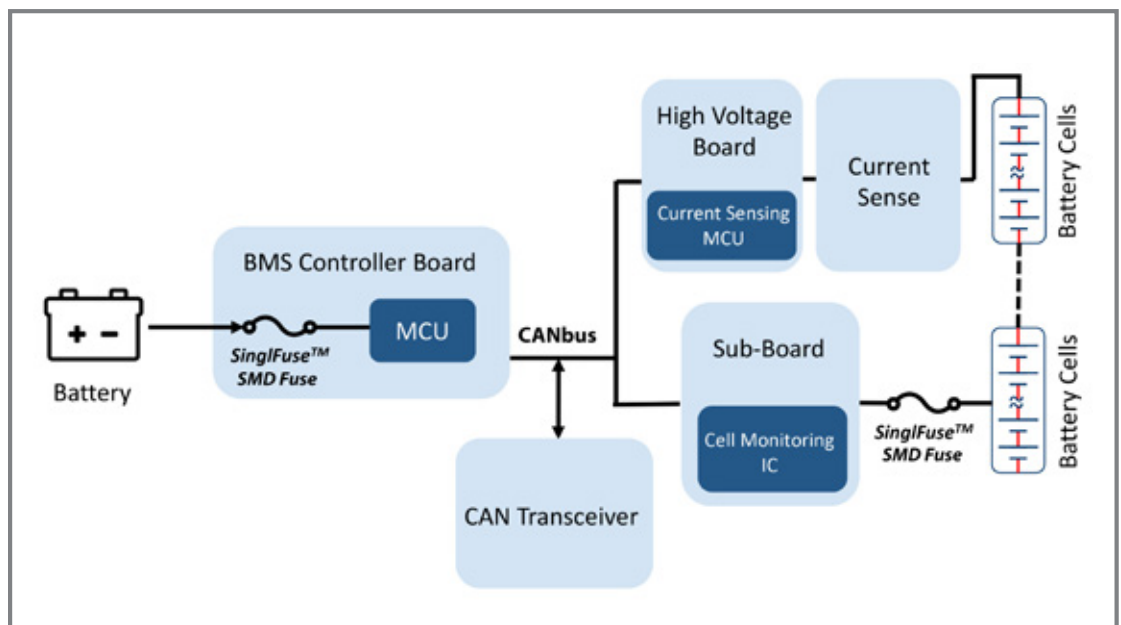 High Voltage
Board
Current Sensing
MCU
Current
Sense
Battery Cells
BMS Controller Board
MCU
SinglFuse™
SMD Fuse
Battery
CANbus
Sub-Board
Cell Monitoring
IC
SinglFuse™
SMD Fuse
Battery Cells
CAN Transceiver